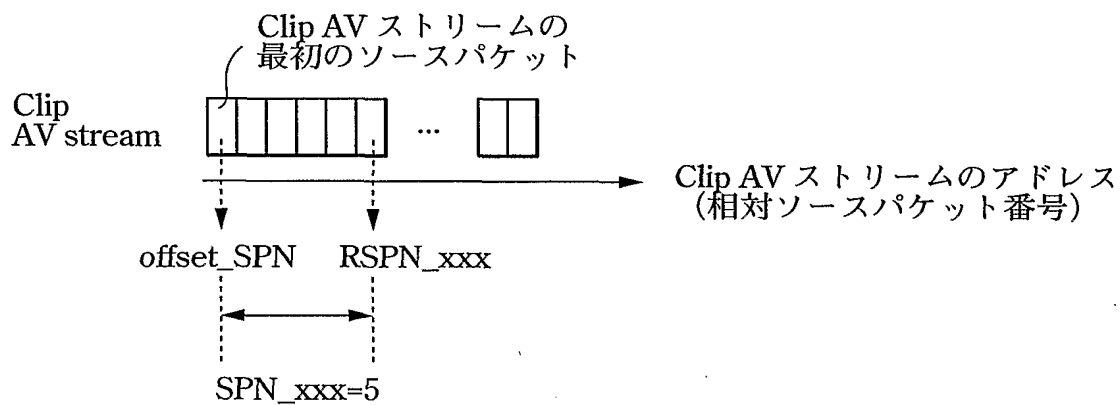 Clip AV ストリームの
最初のソースパケット
Clip
AV stream
...
Clip AV ストリームのアドレス
(相対ソースパケット番号)
offset_SPN
RSPN_xxx
SPN_xxx=5